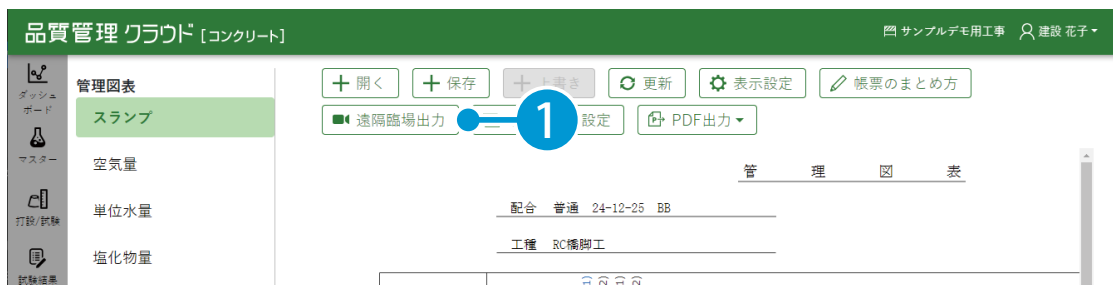 品質管理クラウド [コンクリート]
サンプルデモ用工事 建設 花子
ダッシュボード
マスター
打設/試験
試験結果
管理図表
スランプ
空気量
単位水量
塩化物量
開く 保存 上書き 更新 表示設定 帳票のまとめ方
遠隔臨場出力 1 設定 PDF出力
管理図表
配合 普通 24-12-25 BB
工種 RC橋脚工